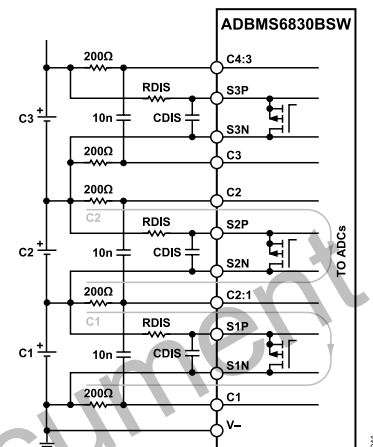 ADBMS6830BSW
200Ω
C4:3
RDIS
S3P
C3
+
10n
CDIS
S3N
200Ω
C3
200Ω
C2
C2
RDIS
S2P
C2
+
10n
CDIS
S2N
TO ADCs
200Ω
C2:1
C1
RDIS
S1P
C1
+
10n
CDIS
S1N
200Ω
C1
V–